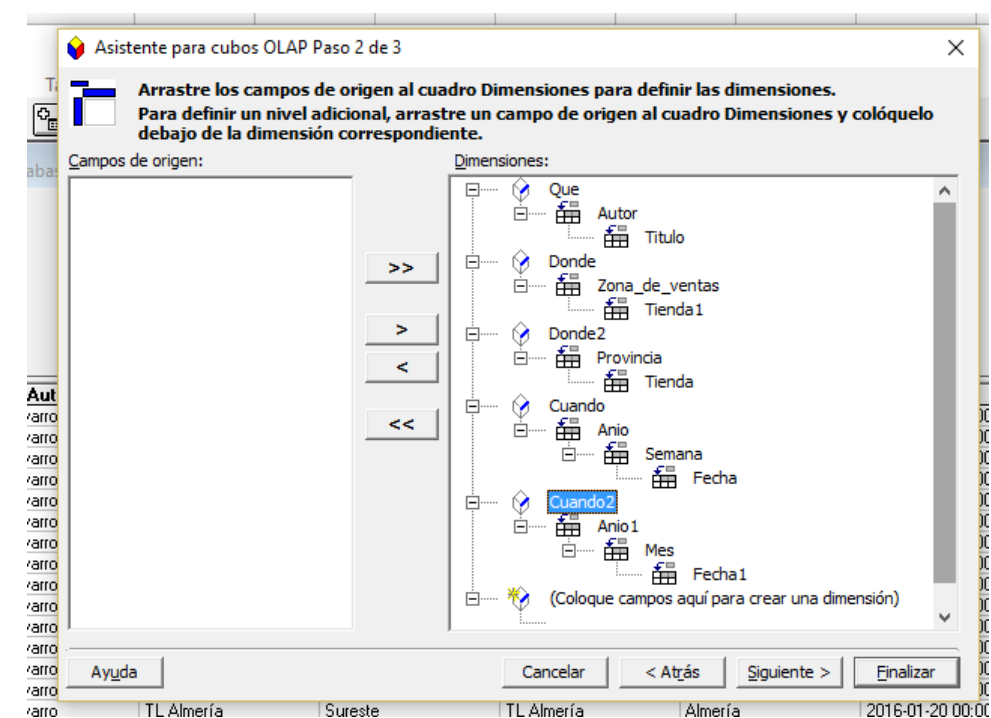 Asistente para cubos OLAP Paso 2 de 3
Arrastre los campos de origen al cuadro Dimensiones para definir las dimensiones.
Para definir un nivel adicional, arrastre un campo de origen al cuadro Dimensiones y colóquelo
debajo de la dimensión correspondiente.
Campos de origen:
Dimensiones:
Que
Autor
Titulo
Donde
Zona_de_ventas
Tienda1
Donde2
Provincia
Tienda
Cuando
Anio
Semana
Fecha
Cuando2
Anio1
Mes
Fecha1
(Coloque campos aquí para crear una dimensión)
>>
>
<
<<
Ayuda
Cancelar
< Atrás
Siguiente >
Finalizar
TL Almería Sureste TL Almería Almería 2016-01-20 00:00